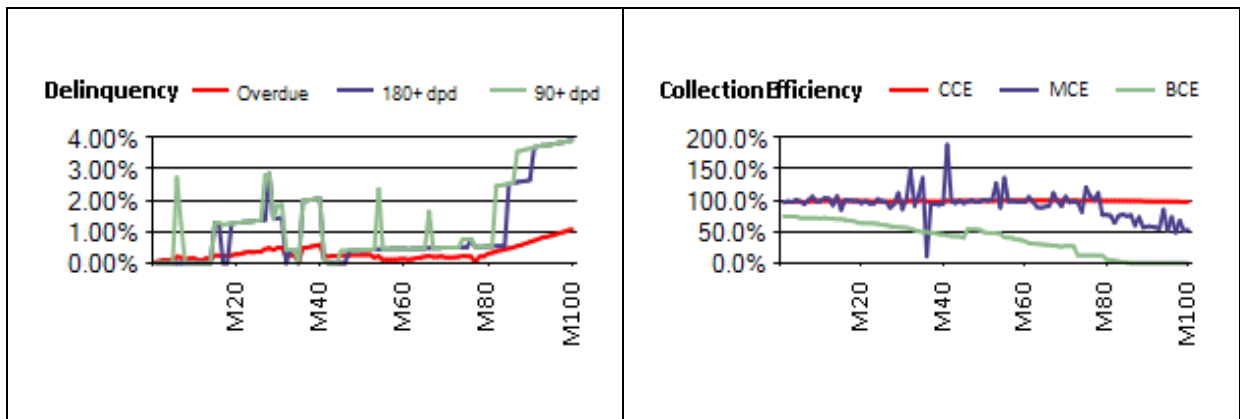 Delinquency Overdue 180+ dpd 90+ dpd
4.00%
3.00%
2.00%
1.00%
0.00%
M20
M40
M60
M80
M100
Collection Efficiency CCE MCE BCE
200.0%
150.0%
100.0%
50.0%
0.0%
M20
M40
M60
M80
M100